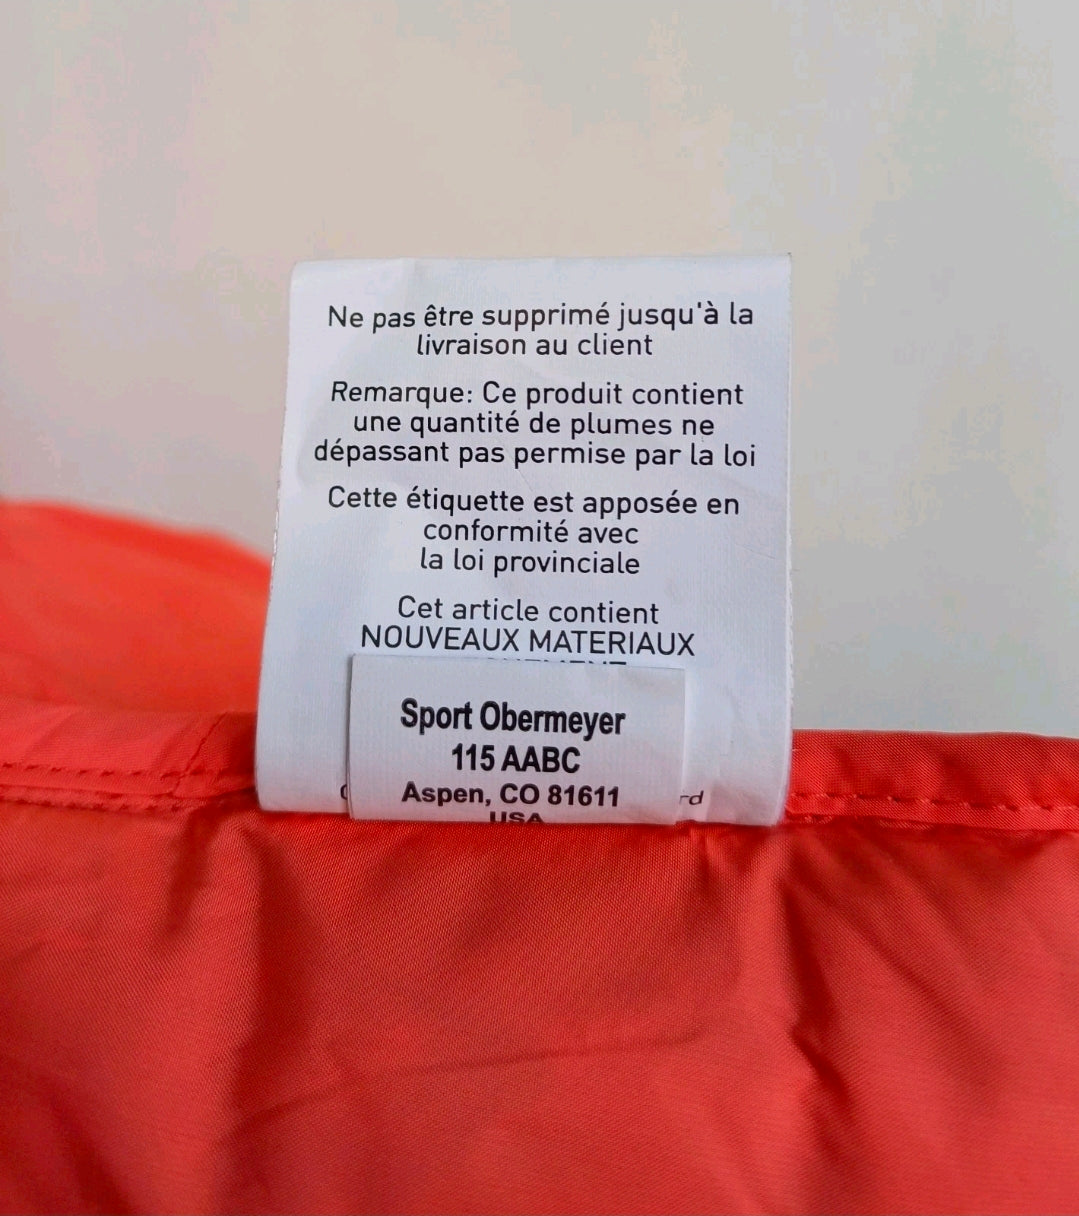 Ne pas être supprimé jusqu'à la
livraison au client
Remarque: Ce produit contient
une quantité de plumes ne
dépassant pas permise par la loi
Cette étiquette est apposée en
conformité avec
la loi provinciale
Cet article contient
NOUVEAUX MATERIAUX
Sport Obermeyer
115 AABC
Aspen, CO 81611
USA